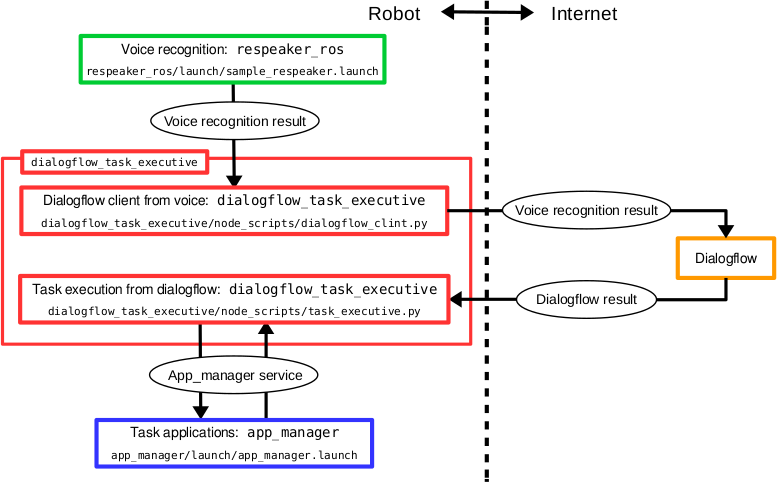 Robot
Internet
Voice recognition: respeaker_ros
respeaker_ros/launch/sample_respeaker.launch
Voice recognition result
dialogflow_task_executive
Dialogflow client from voice: dialogflow_task_executive
dialogflow_task_executive/node_scripts/dialogflow_clint.py
Voice recognition result
Dialogflow
Task execution from dialogflow: dialogflow_task_executive
dialogflow_task_executive/node_scripts/task_executive.py
Dialogflow result
App_manager service
Task applications: app_manager
app_manager/launch/app_manager.launch